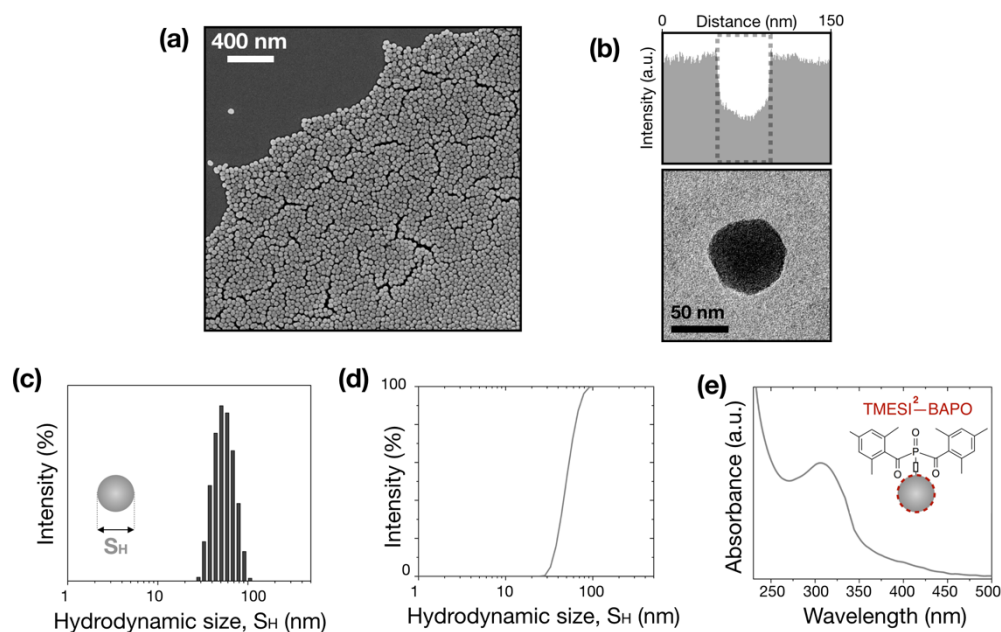 (a)
400 nm
(b)
0 Distance (nm) 150
Intensity (a.u.)
50 nm
(c)
Intensity (%)
SH
1 10 100
Hydrodynamic size, SH (nm)
(d)
100
Intensity (%)
0
1 10 100
Hydrodynamic size, SH (nm)
(e)
Absorbance (a.u.)
TMESI²—BAPO
O
P
O O
250 300 350 400 450 500
Wavelength (nm)